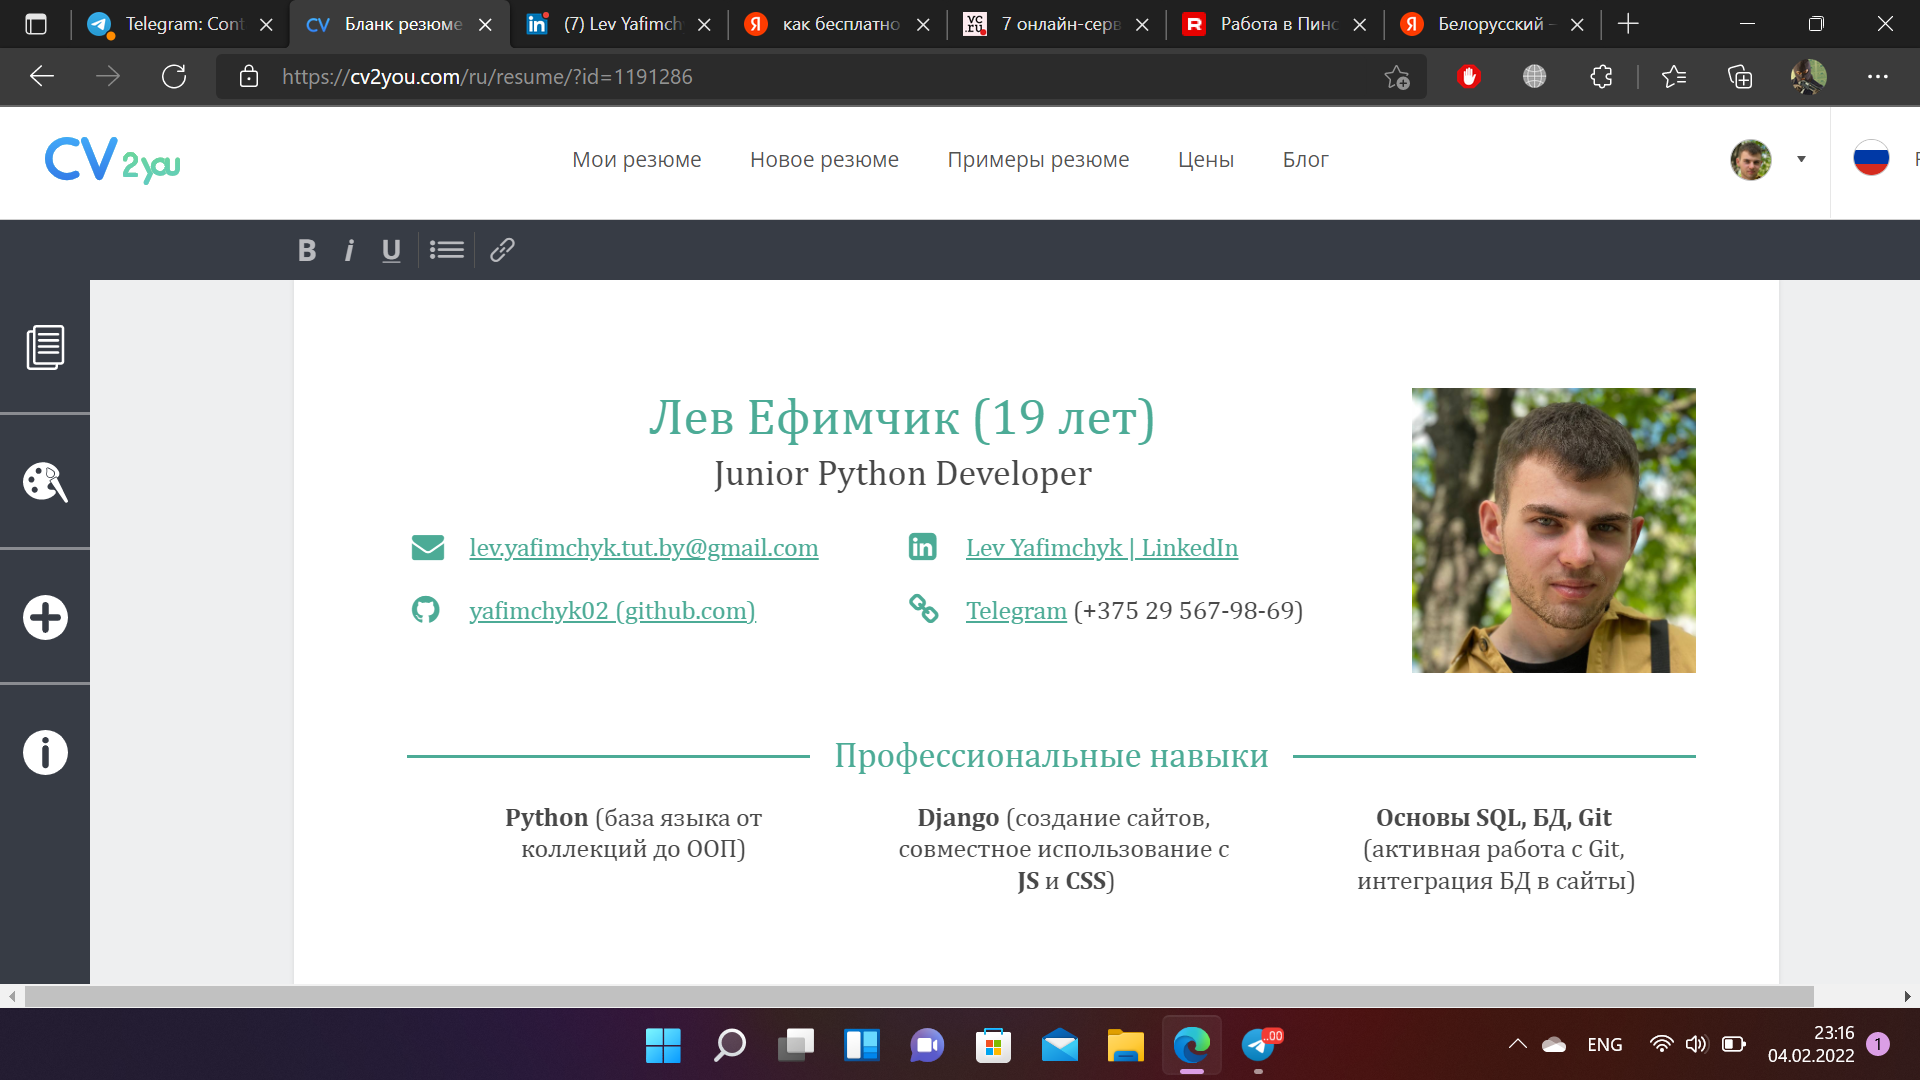 Telegram: Cont
Бланк резюме
(7) Lev Yafimch
как бесплатно
7 онлайн-серв
Работа в Пинс
Белорусский -
https://cv2you.com/ru/resume/?id=1191286
CV 2you
Мои резюме
Новое резюме
Примеры резюме
Цены
Блог
B i U
Лев Ефимчик (19 лет)
Junior Python Developer
lev.yafimchyk.tut.by@gmail.com
Lev Yafimchyk | LinkedIn
yafimchyk02 (github.com)
Telegram (+375 29 567-98-69)
Профессиональные навыки
Python (база языка от
коллекций до ООП)
Django (создание сайтов,
совместное использование с
JS и CSS)
Основы SQL, БД, Git
(активная работа с Git,
интеграция БД в сайты)
ENG
23:16
04.02.2022
1